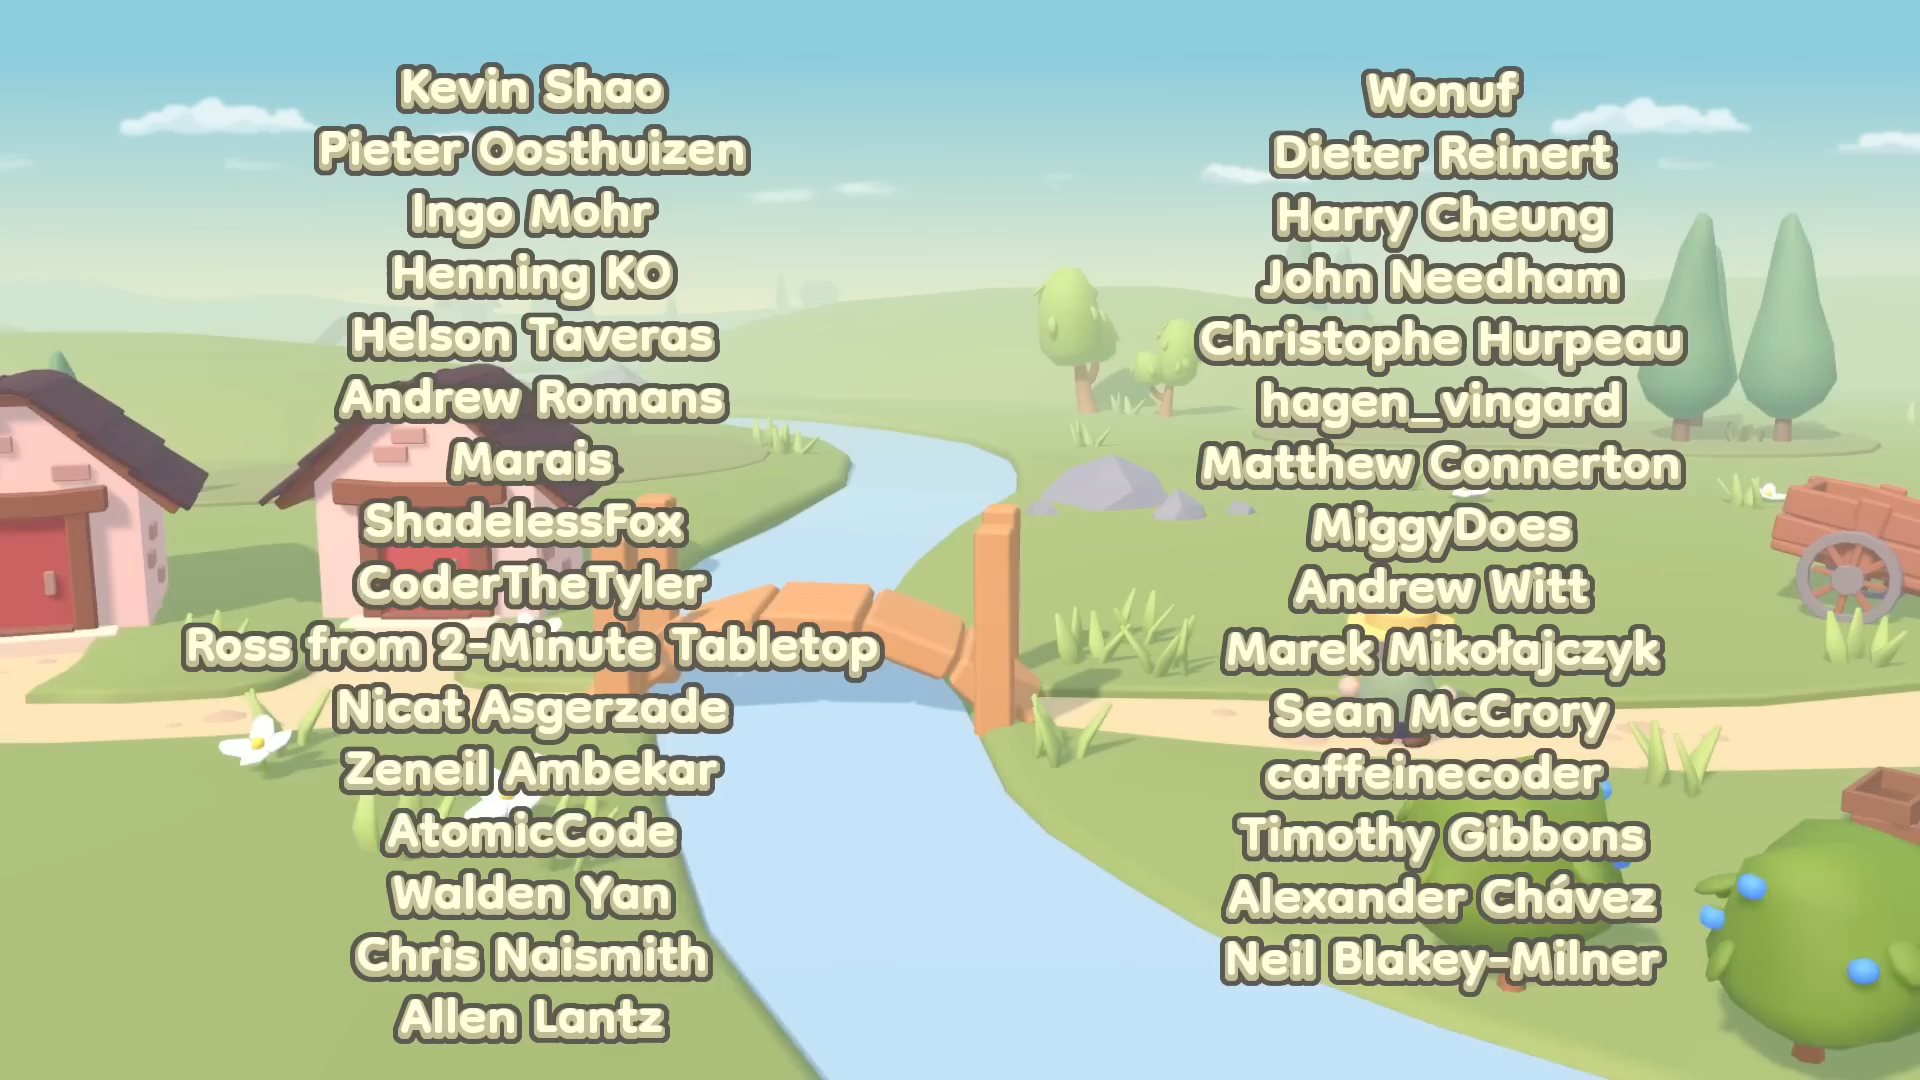 Kevin Shao
Pieter Oosthuizen
Ingo Mohr
Henning KO
Helson Taveras
Andrew Romans
Marais
ShadelessFox
CoderTheTyler
Ross from 2-Minute Tabletop
Nicat Asgerzade
Zeneil Ambekar
AtomicCode
Walden Yan
Chris Naismith
Allen Lantz
Wonuf
Dieter Reinert
Harry Cheung
John Needham
Christophe Hurpeau
hagen_vingard
Matthew Connerton
MiggyDoes
Andrew Witt
Marek Mikołajczyk
Sean McCrory
caffeinecoder
Timothy Gibbons
Alexander Chávez
Neil Blakey-Milner